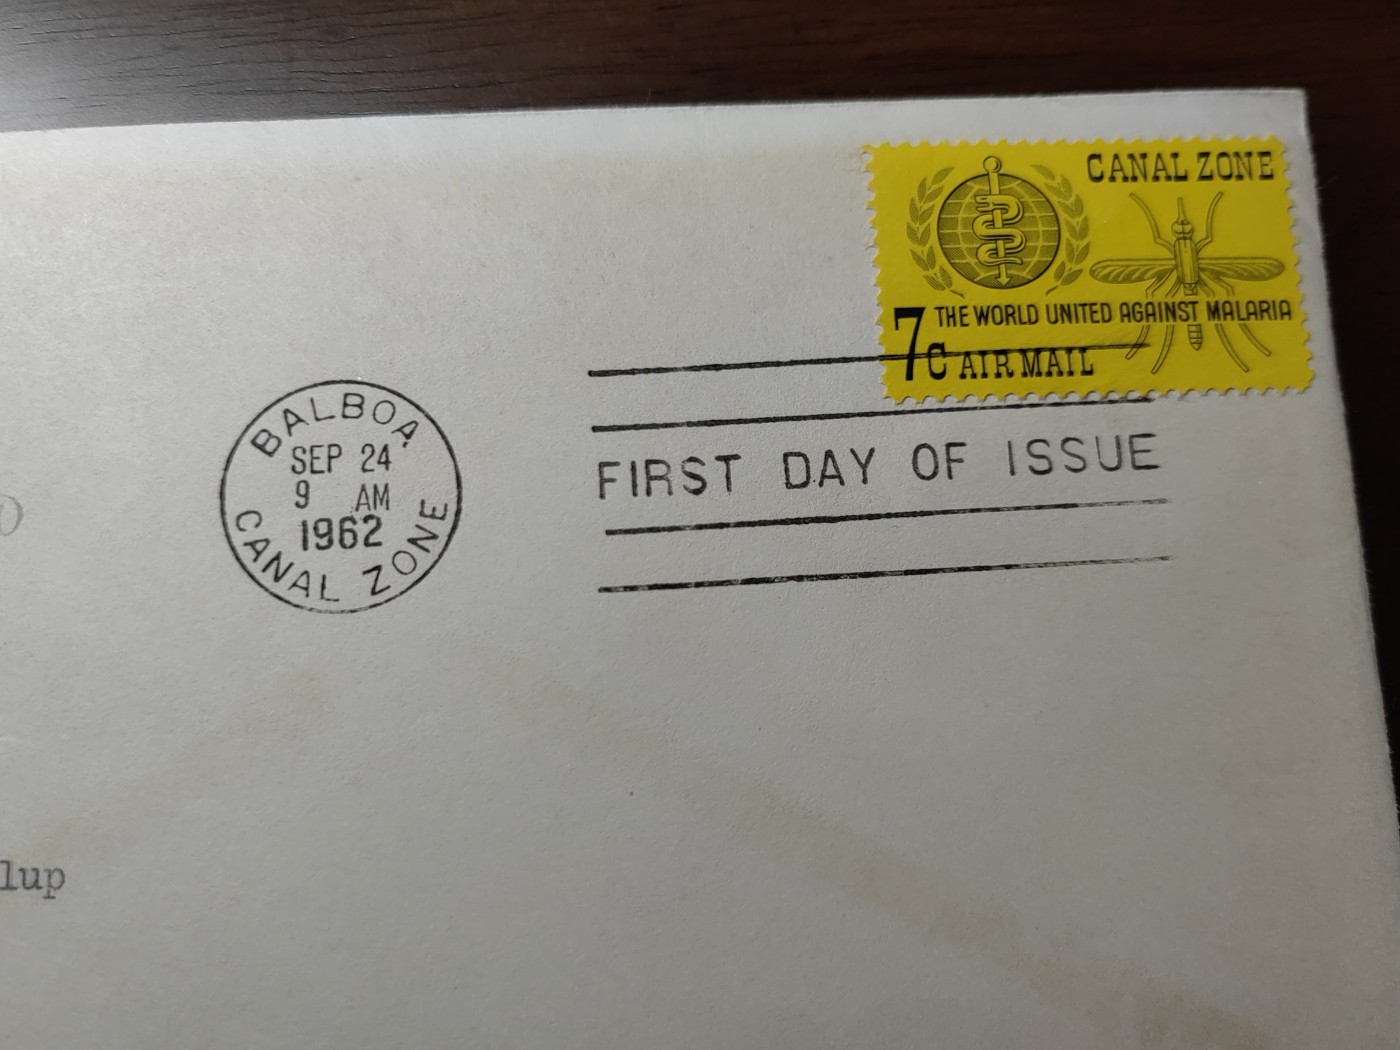 CANAL ZONE
THE WORLD UNITED AGAINST MALARIA
7c AIR MAIL
BALBOA
SEP 24
9 AM
1962
CANAL ZONE
FIRST DAY OF ISSUE
lup